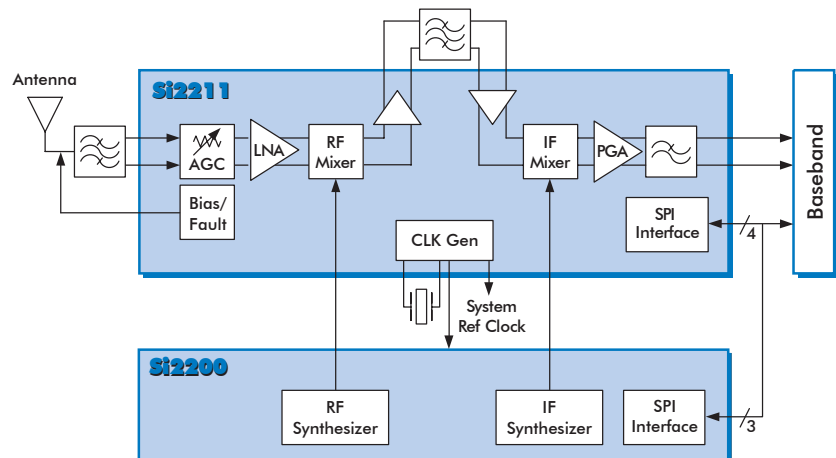 Antenna
Si2211
AGC
LNA
RF
Mixer
IF
Mixer
PGA
Baseband
Bias/
Fault
SPI
Interface
4
CLK Gen
System
Ref Clock
Si2200
RF
Synthesizer
IF
Synthesizer
SPI
Interface
3